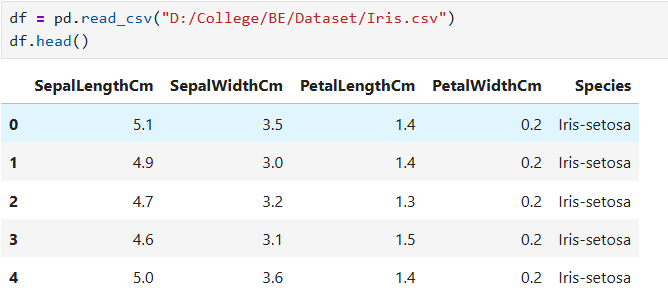 df = pd.read_csv("D:/College/BE/Dataset/Iris.csv")
df.head()
SepalLengthCm SepalWidthCm PetalLengthCm PetalWidthCm Species
0 5.1 3.5 1.4 0.2 Iris-setosa
1 4.9 3.0 1.4 0.2 Iris-setosa
2 4.7 3.2 1.3 0.2 Iris-setosa
3 4.6 3.1 1.5 0.2 Iris-setosa
4 5.0 3.6 1.4 0.2 Iris-setosa